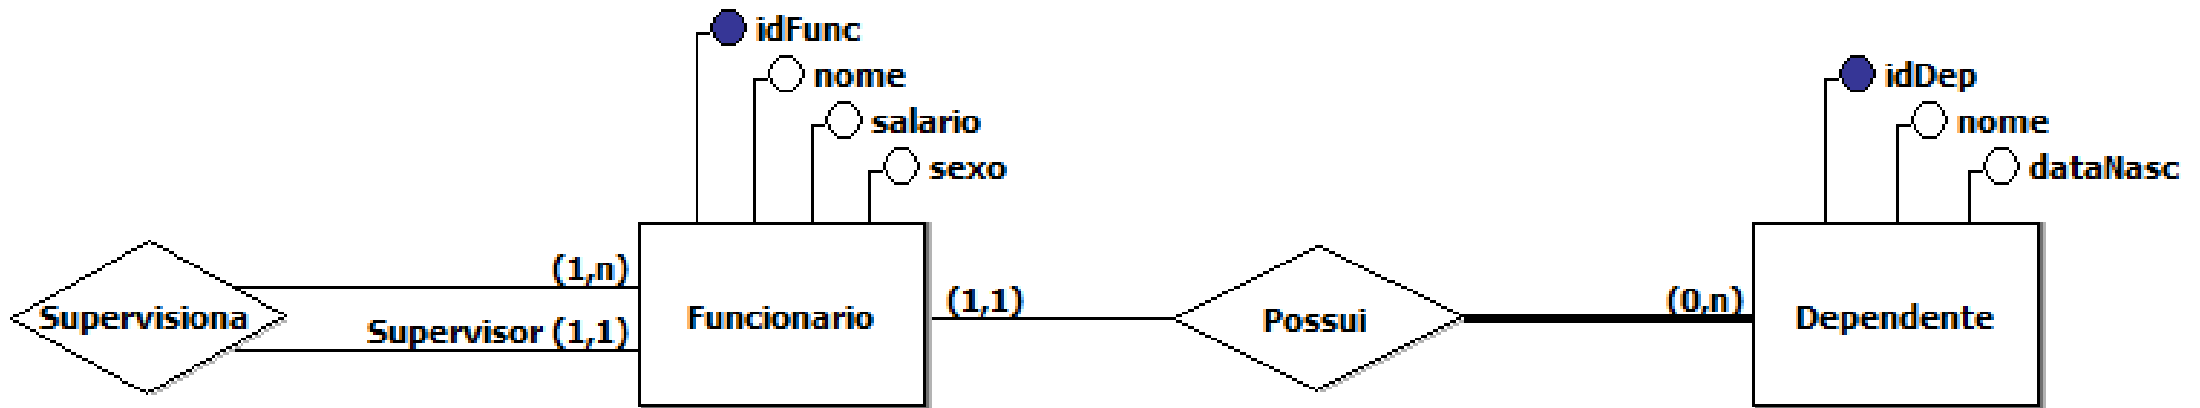 idFunc
nome
salario
sexo
idDep
nome
dataNasc
(1,n)
Supervisiona
Supervisor (1,1)
Funcionario
(1,1)
Possui
(0,n)
Dependente